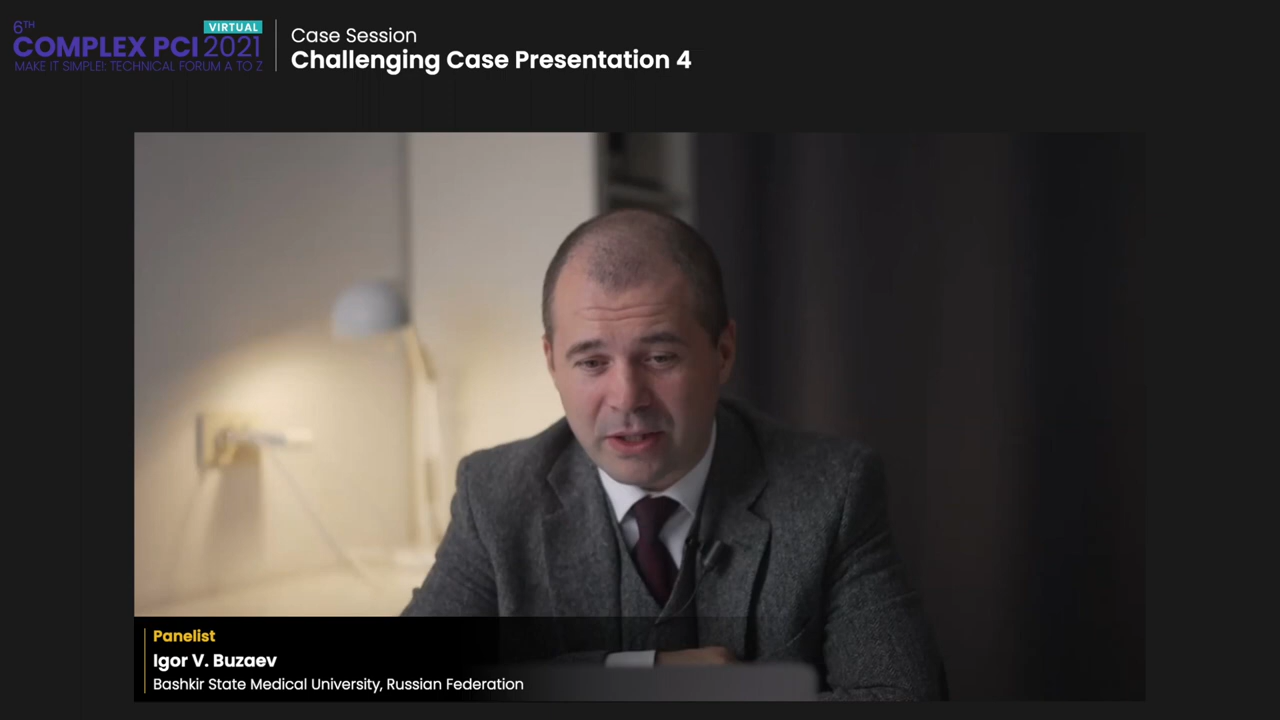 6TH
VIRTUAL
COMPLEX PCI 2021
MAKE IT SIMPLE!: TECHNICAL FORUM A TO Z
Case Session
Challenging Case Presentation 4
Panelist
Igor V. Buzaev
Bashkir State Medical University, Russian Federation